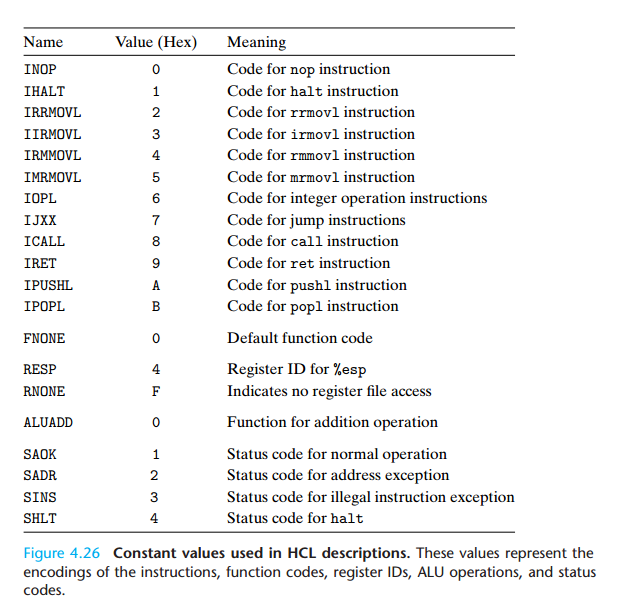 Name Value (Hex) Meaning
INOP 0 Code for nop instruction
IHALT 1 Code for halt instruction
IRRMOVL 2 Code for rrmovl instruction
IIRMOVL 3 Code for irmovl instruction
IRMMOVL 4 Code for rmmovl instruction
IMRMOVL 5 Code for mrmovl instruction
IOPL 6 Code for integer operation instructions
IJXX 7 Code for jump instructions
ICALL 8 Code for call instruction
IRET 9 Code for ret instruction
IPUSHL A Code for pushl instruction
IPOPL B Code for popl instruction
FNONE 0 Default function code
RESP 4 Register ID for %esp
RNONE F Indicates no register file access
ALUADD 0 Function for addition operation
SAOK 1 Status code for normal operation
SADR 2 Status code for address exception
SINS 3 Status code for illegal instruction exception
SHLT 4 Status code for halt
Figure 4.26 Constant values used in HCL descriptions. These values represent the
encodings of the instructions, function codes, register IDs, ALU operations, and status
codes.